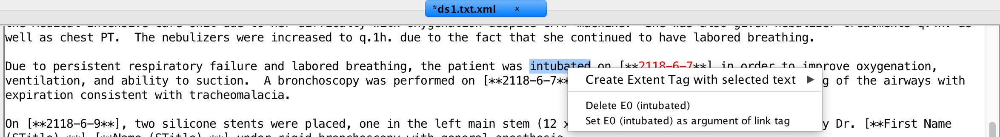 *ds1.txt.xml x
well as chest PT. The nebulizers were increased to q.1h. due to the fact that she continued to have labored breathing.
Due to persistent respiratory failure and labored breathing, the patient was intubated on [**2118-6-7**] in order to improve oxygenation,
ventilation, and ability to suction. A bronchoscopy was performed on [**2118-6-7** g of the airways with
expiration consistent with tracheomalacia.
Create Extent Tag with selected text
Delete E0 (intubated)
Set E0 (intubated) as argument of link tag
On [**2118-6-9**], two silicone stents were placed, one in the left main stem (12 x y Dr. [**First Name
(STitle) **] [**Name (STitle) **] under rigid bronchoscopy with general anesthesia.